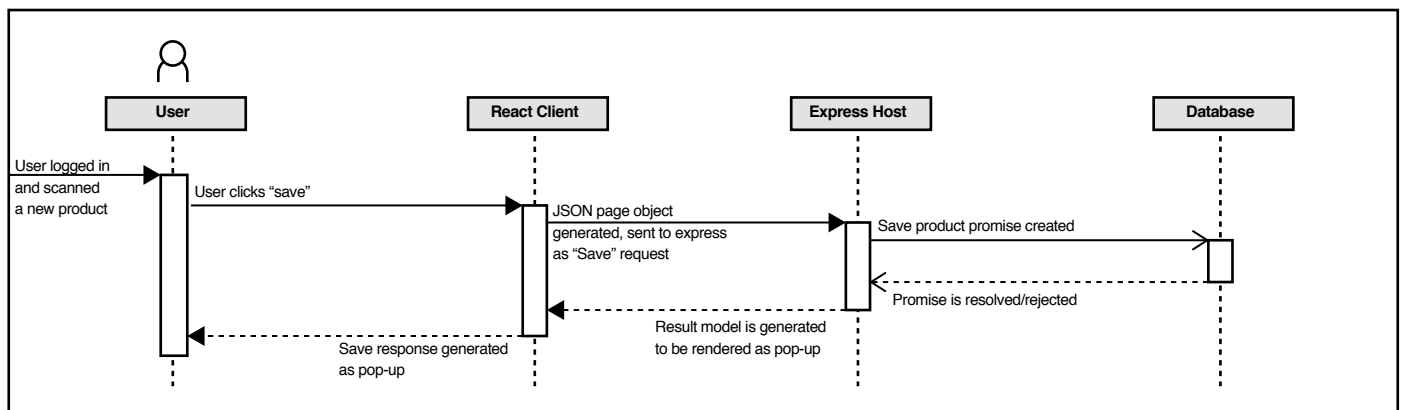 User
React Client
Express Host
Database
User logged in
and scanned
a new product
User clicks “save”
JSON page object
generated, sent to express
as “Save” request
Save product promise created
Promise is resolved/rejected
Result model is generated
to be rendered as pop-up
Save response generated
as pop-up